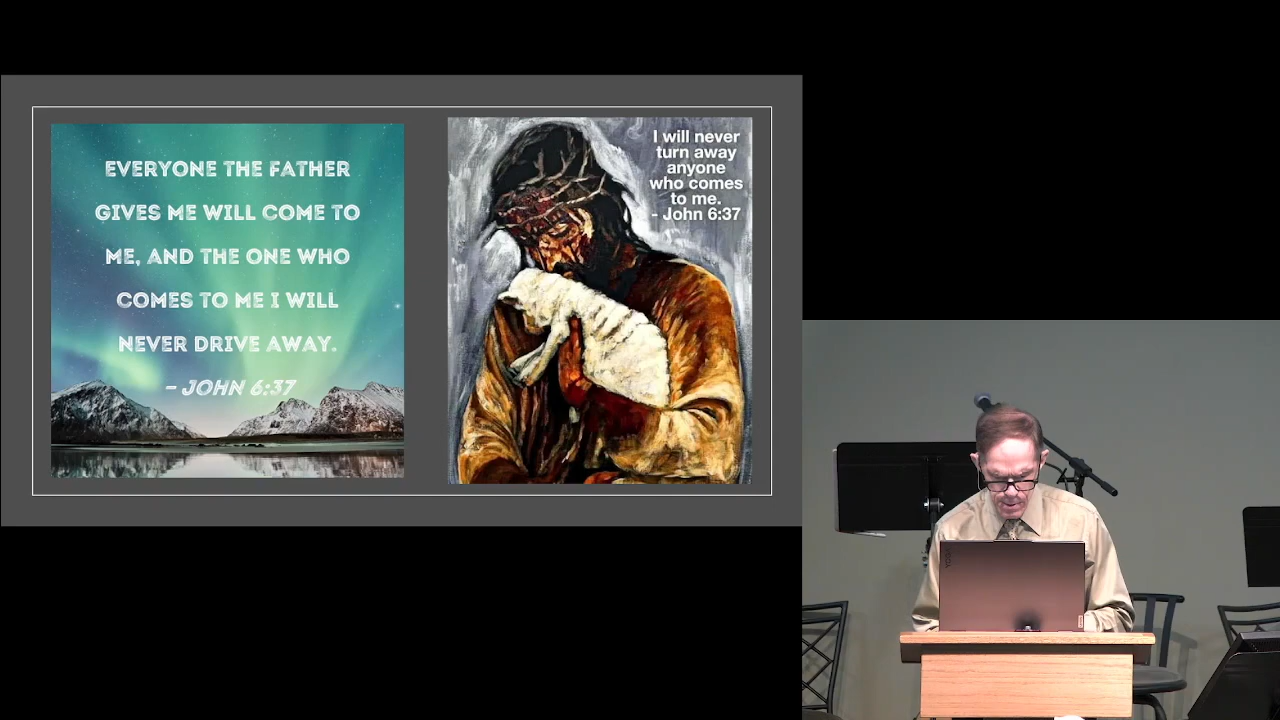 EVERYONE THE FATHER
GIVES ME WILL COME TO
ME, AND THE ONE WHO
COMES TO ME I WILL
NEVER DRIVE AWAY.
- JOHN 6:37
I will never
turn away
anyone
who comes
to me.
- John 6:37